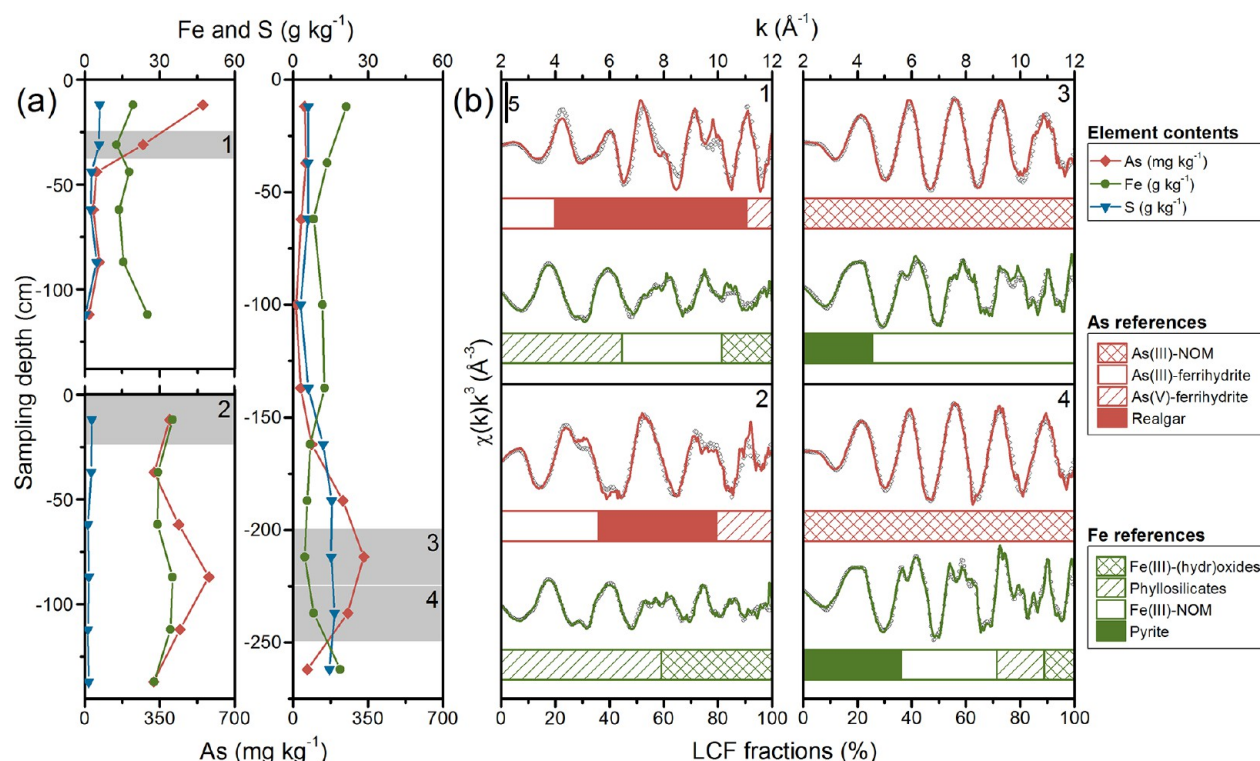 Fe and S (g kg⁻¹)
0 30 60 0 30 60
(a)
Sampling depth (cm)
0
-50
-100
1
0
-50
-100
2
0
-50
-100
-150
-200
-250
3
4
0 350 700 0 350 700
As (mg kg⁻¹)
k (Å⁻¹)
2 4 6 8 10 12 2 4 6 8 10 12
(b)
5
1
3
χ(k)k³ (Å⁻³)
2
4
0 20 40 60 80 100 0 20 40 60 80 100
LCF fractions (%)
Element contents
As (mg kg⁻¹)
Fe (g kg⁻¹)
S (g kg⁻¹)
As references
As(III)-NOM
As(III)-ferrihydrite
As(V)-ferrihydrite
Realgar
Fe references
Fe(III)-(hydr)oxides
Phyllosilicates
Fe(III)-NOM
Pyrite